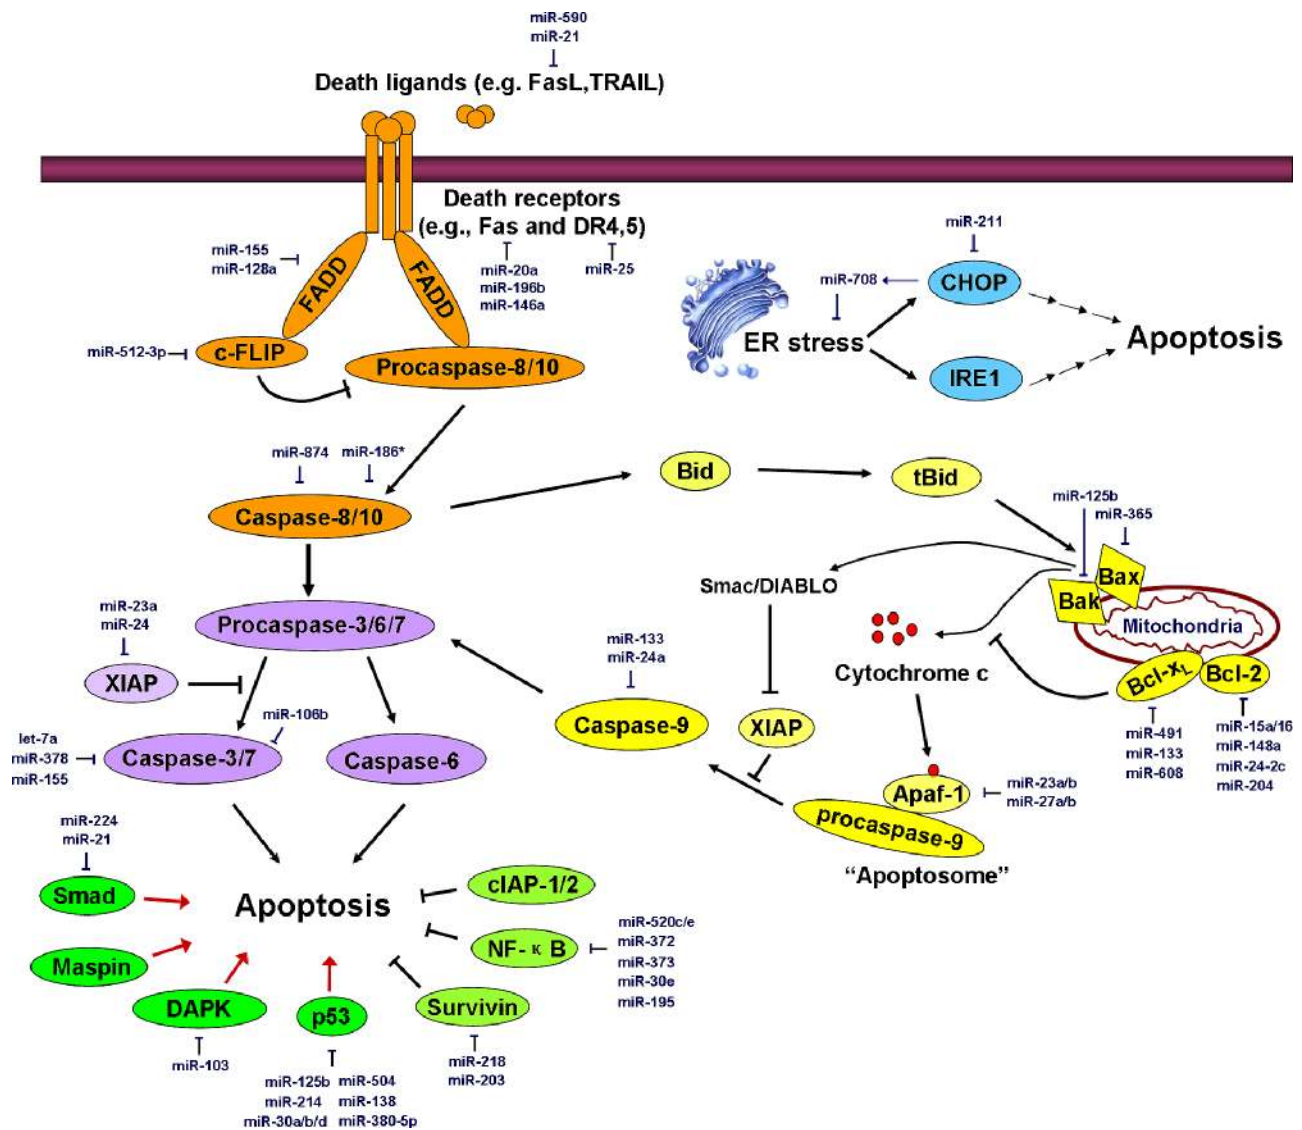 miR-590
miR-21
Death ligands (e.g. FasL,TRAIL)
Death receptors
(e.g., Fas and DR4,5)
miR-155
miR-128a
FADD
FADD
miR-20a
miR-196b
miR-146a
miR-25
miR-211
miR-708
CHOP
ER stress
IRE1
Apoptosis
miR-512-3p
c-FLIP
Procaspase-8/10
miR-874
miR-186*
Caspase-8/10
Bid
tBid
miR-125b
miR-365
Bax
Bak
Mitochondria
Bcl-xL
Bcl-2
Smac/DIABLO
Cytochrome c
miR-23a
miR-24
Procaspase-3/6/7
XIAP
miR-133
miR-24a
Caspase-9
XIAP
miR-491
miR-133
miR-608
miR-15a/16
miR-148a
miR-24-2c
miR-204
miR-106b
let-7a
miR-378
miR-155
Caspase-3/7
Caspase-6
Apaf-1
miR-23a/b
miR-27a/b
procaspase-9
“Apoptosome”
miR-224
miR-21
Smad
Apoptosis
cIAP-1/2
Maspin
NF-κB
miR-520c/e
miR-372
miR-373
miR-30e
miR-195
DAPK
p53
Survivin
miR-103
miR-218
miR-203
miR-125b miR-504
miR-214 miR-138
miR-30a/b/d miR-380-5p